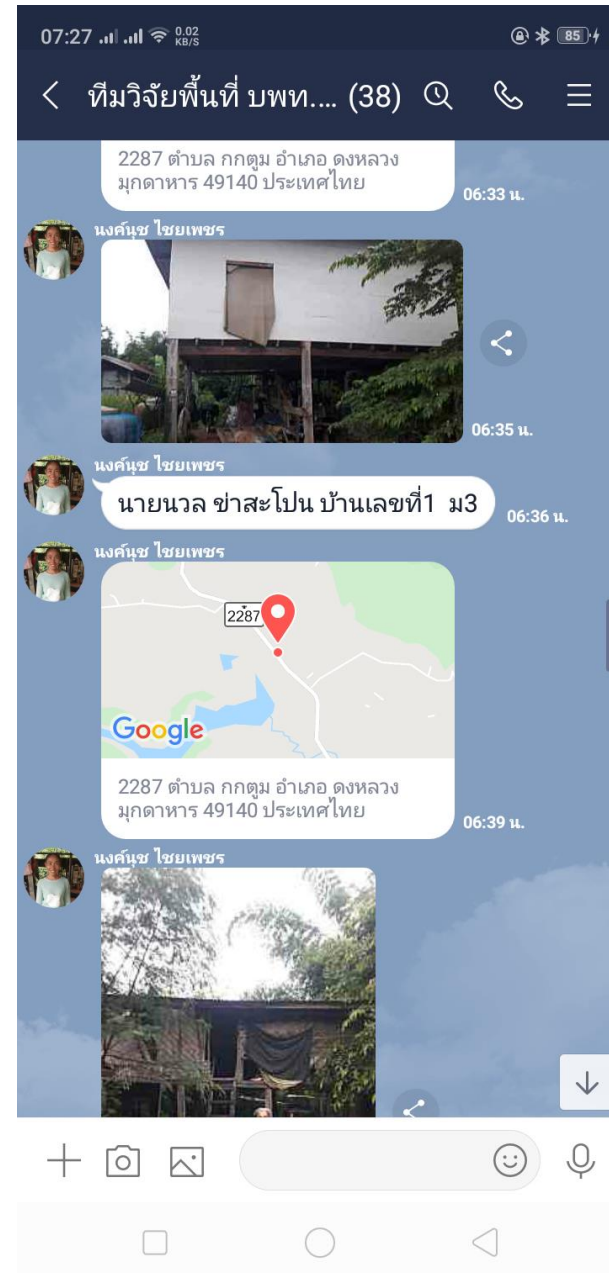 07:27 0.02 KB/S 85
ทีมวิจัยพื้นที่ บพท.... (38)
2287 ตำบล กกตูม อำเภอ ดงหลวง
มุกดาหาร 49140 ประเทศไทย
06:33 น.
นงค์นุช ไชยเพชร
06:35 น.
นงค์นุช ไชยเพชร
นายนวล ข่าสะโปน บ้านเลขที่1 ม3
06:36 น.
นงค์นุช ไชยเพชร
2287
Google
2287 ตำบล กกตูม อำเภอ ดงหลวง
มุกดาหาร 49140 ประเทศไทย
06:39 น.
นงค์นุช ไชยเพชร